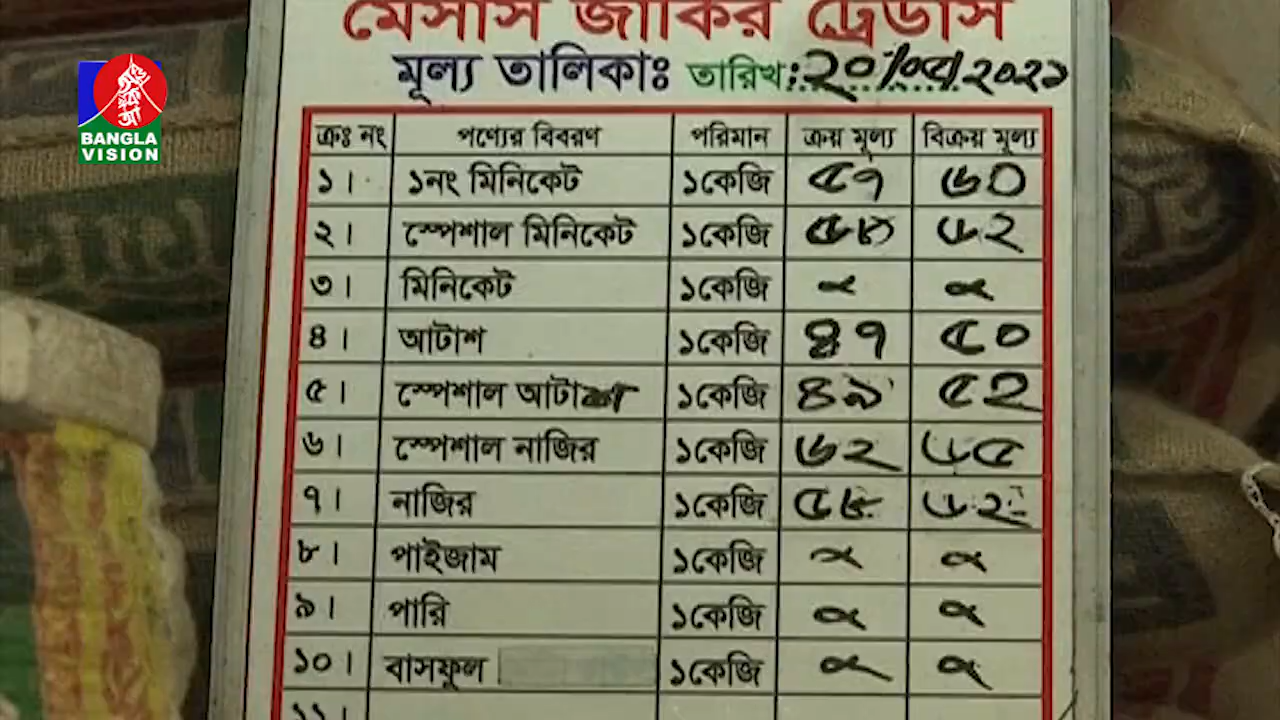 মেসার্স জাকির ট্রেডার্স
BANGLA
VISION
মূল্য তালিকাঃ তারিখ: ২০/০৫/২০২১
ক্রঃ নং পণ্যের বিবরণ পরিমান ক্রয় মূল্য বিক্রয় মূল্য
১। ১নং মিনিকেট ১কেজি ৫৭ ৬০
২। স্পেশাল মিনিকেট ১কেজি ৫৮ ৬২
৩। মিনিকেট ১কেজি
৪। আটাশ ১কেজি ৪৭ ৫০
৫। স্পেশাল আটাশ ১কেজি ৪৯ ৫২
৬। স্পেশাল নাজির ১কেজি ৬২ ৬৫
৭। নাজির ১কেজি ৫৮ ৬২
৮। পাইজাম ১কেজি
৯। পারি ১কেজি
১০। বাসফুল ১কেজি
১১।